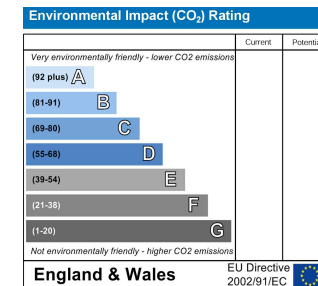 Environmental Impact (CO₂) Rating
Current Potentia
Very environmentally friendly - lower CO2 emissions
(92 plus) A
(81-91) B
(69-80) C
(55-68) D
(39-54) E
(21-38) F
(1-20) G
Not environmentally friendly - higher CO2 emissions
England & Wales
EU Directive
2002/91/EC